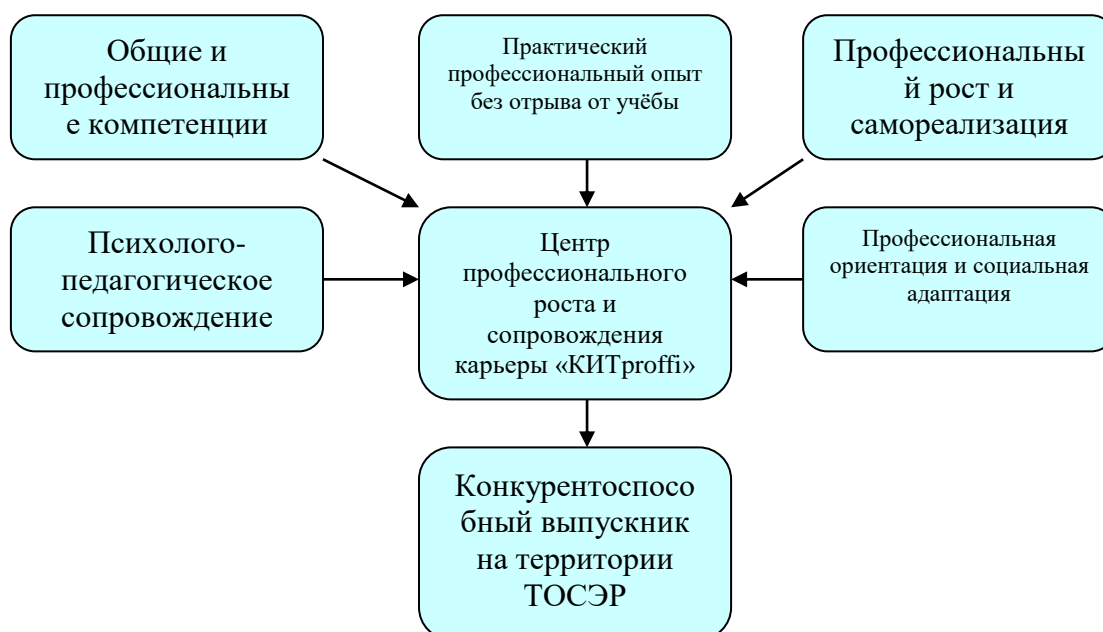 Общие и
профессиональны
е компетенции
Практический
профессиональный опыт
без отрыва от учёбы
Профессиональны
й рост и
самореализация
Психолого-
педагогическое
сопровождение
Центр
профессионального
роста и
сопровождения
карьеры «КИТproffi»
Профессиональная
ориентация и социальная
адаптация
Конкурентоспосо
бный выпускник
на территории
ТОСЭР